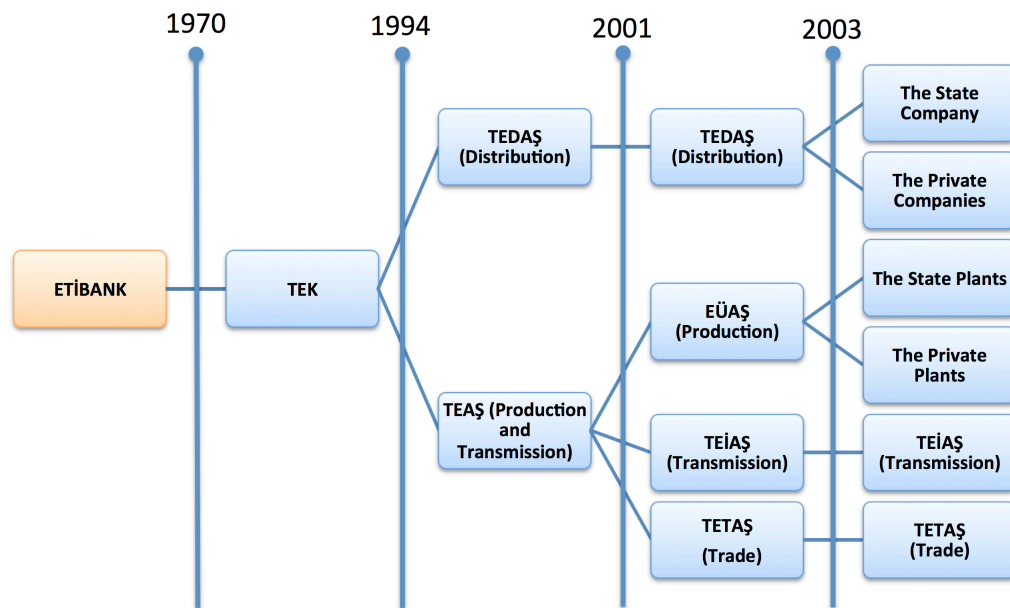 1970
1994
2001
2003
ETİBANK
TEK
TEDAŞ
(Distribution)
TEAŞ (Production
and
Transmission)
TEDAŞ
(Distribution)
EÜAŞ
(Production)
TEİAŞ
(Transmission)
TETAŞ
(Trade)
The State
Company
The Private
Companies
The State Plants
The Private
Plants
TEİAŞ
(Transmission)
TETAŞ
(Trade)